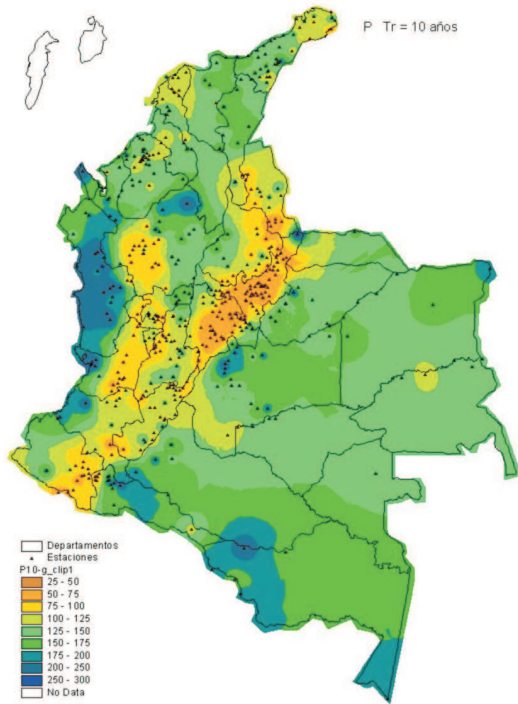 P Tr = 10 años
Departamentos
Estaciones
P10-g_clip1
25 - 50
50 - 75
75 - 100
100 - 125
125 - 150
150 - 175
175 - 200
200 - 250
250 - 300
No Data